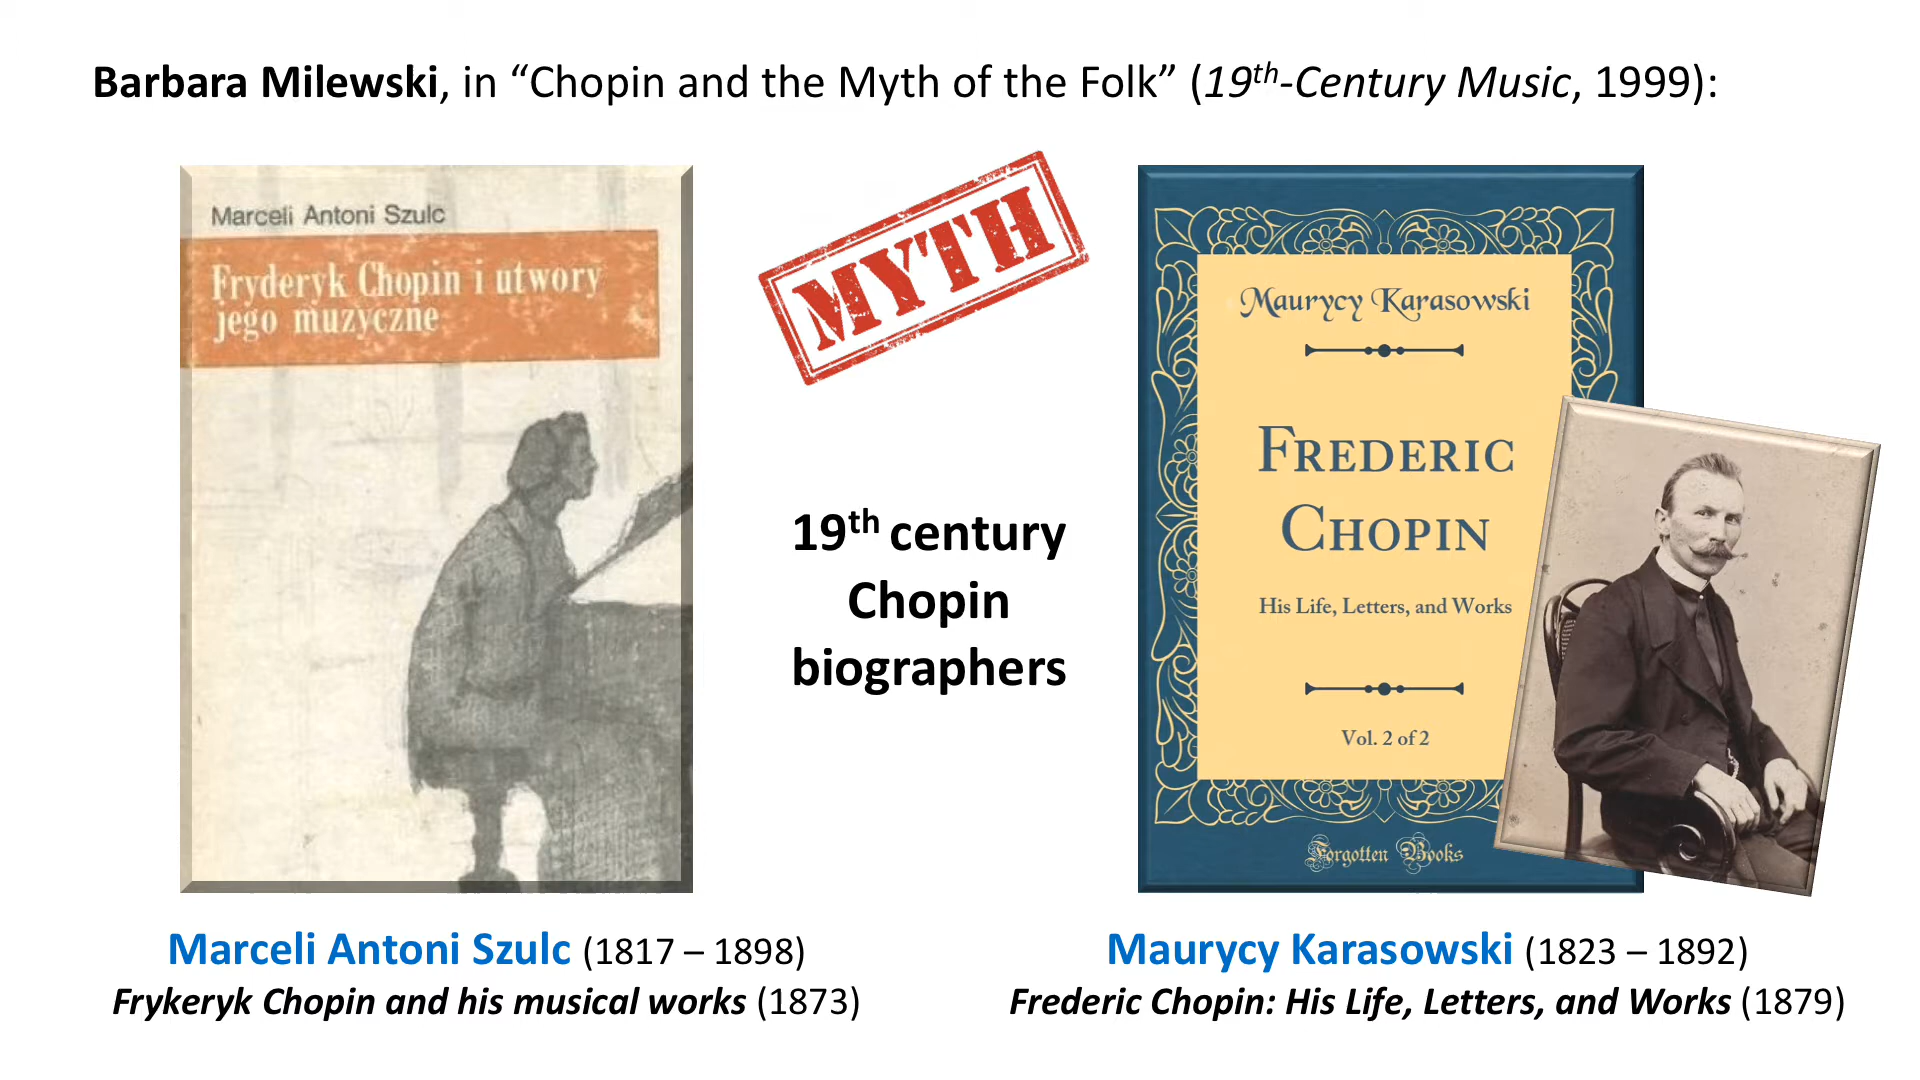 Barbara Milewski, in “Chopin and the Myth of the Folk” (19th-Century Music, 1999):
Marceli Antoni Szulc
Fryderyk Chopin i utwory
jego muzyczne
MYTH
19th century
Chopin
biographers
Maurycy Karasowski
FREDERIC
CHOPIN
His Life, Letters, and Works
Vol. 2 of 2
Forgotten Books
Marceli Antoni Szulc (1817 – 1898)
Frykeryk Chopin and his musical works (1873)
Maurycy Karasowski (1823 – 1892)
Frederic Chopin: His Life, Letters, and Works (1879)